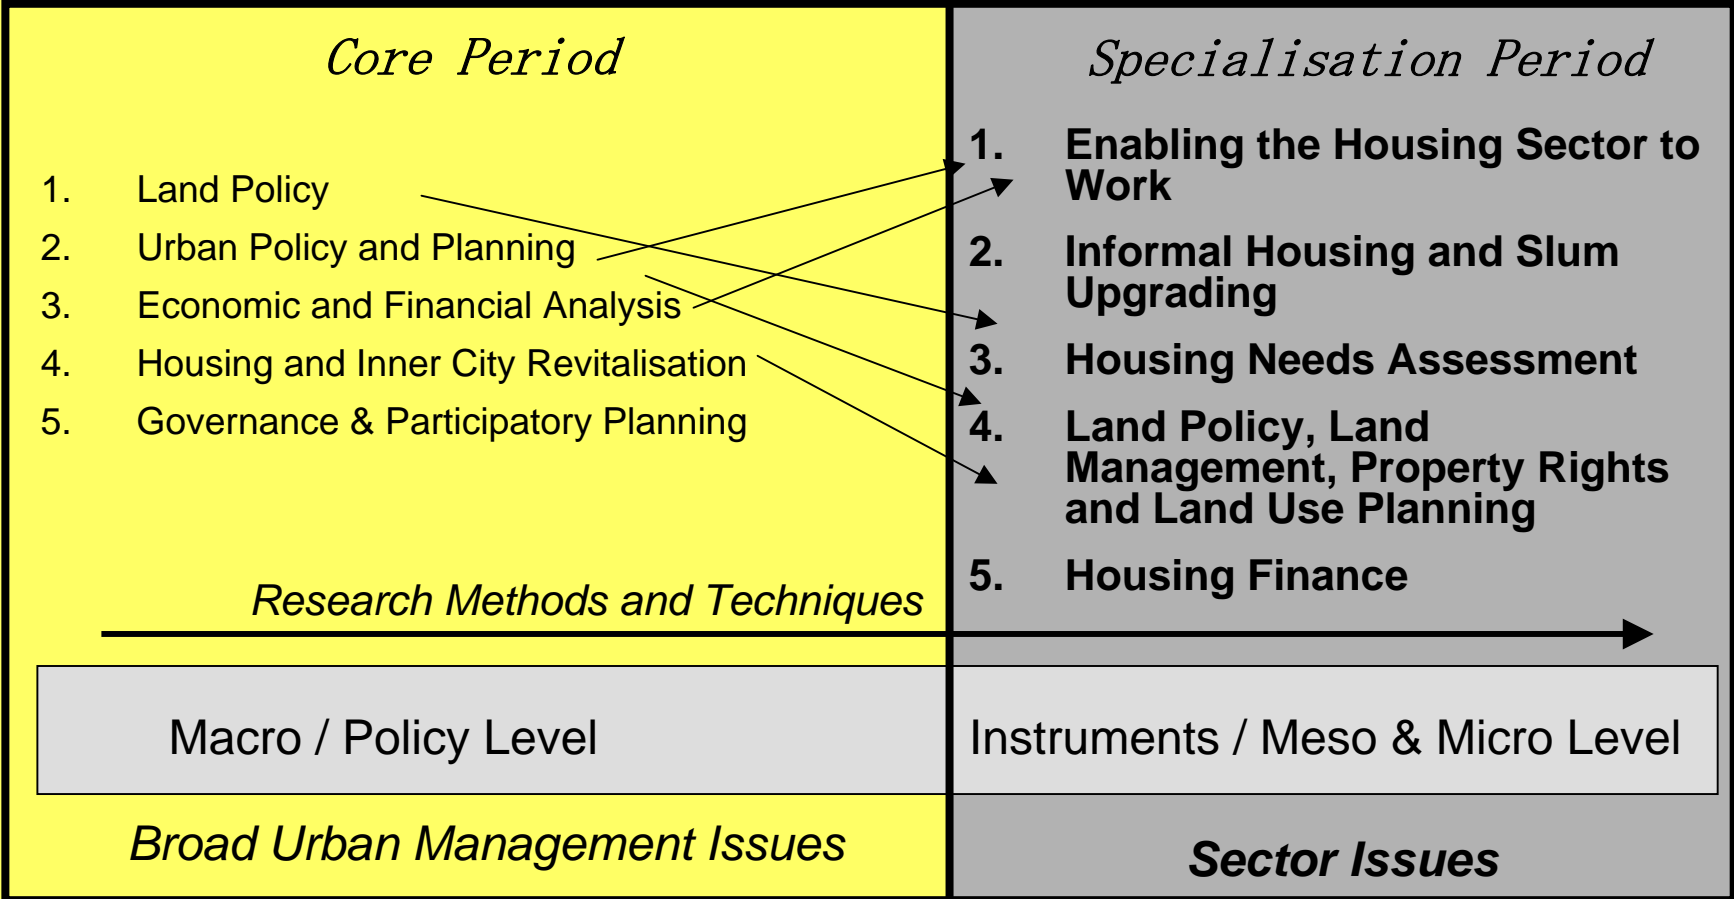 Core Period
1. Land Policy
2. Urban Policy and Planning
3. Economic and Financial Analysis
4. Housing and Inner City Revitalisation
5. Governance & Participatory Planning
Specialisation Period
1. Enabling the Housing Sector to
Work
2. Informal Housing and Slum
Upgrading
3. Housing Needs Assessment
4. Land Policy, Land
Management, Property Rights
and Land Use Planning
5. Housing Finance
Research Methods and Techniques
Macro / Policy Level
Instruments / Meso & Micro Level
Broad Urban Management Issues
Sector Issues